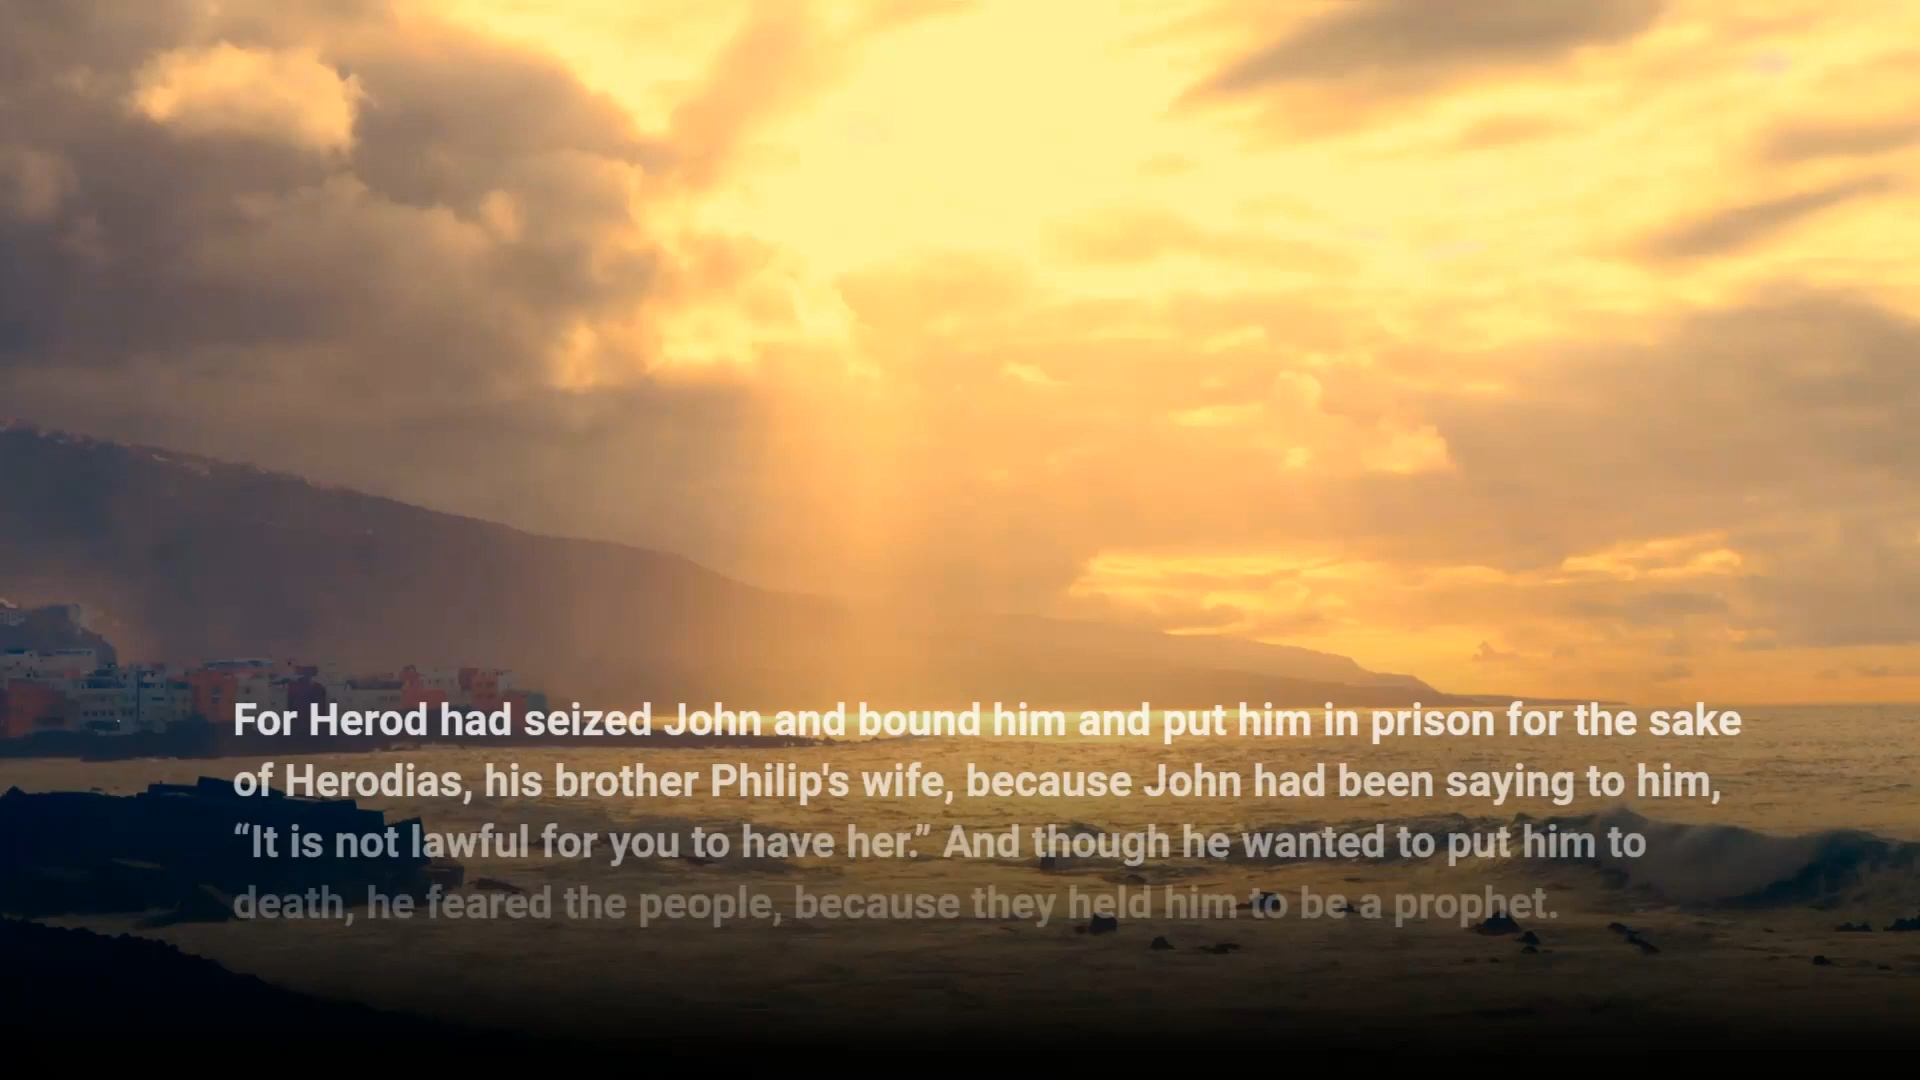 For Herod had seized John and bound him and put him in prison for the sake
of Herodias, his brother Philip's wife, because John had been saying to him,
“It is not lawful for you to have her.” And though he wanted to put him to
death, he feared the people, because they held him to be a prophet.